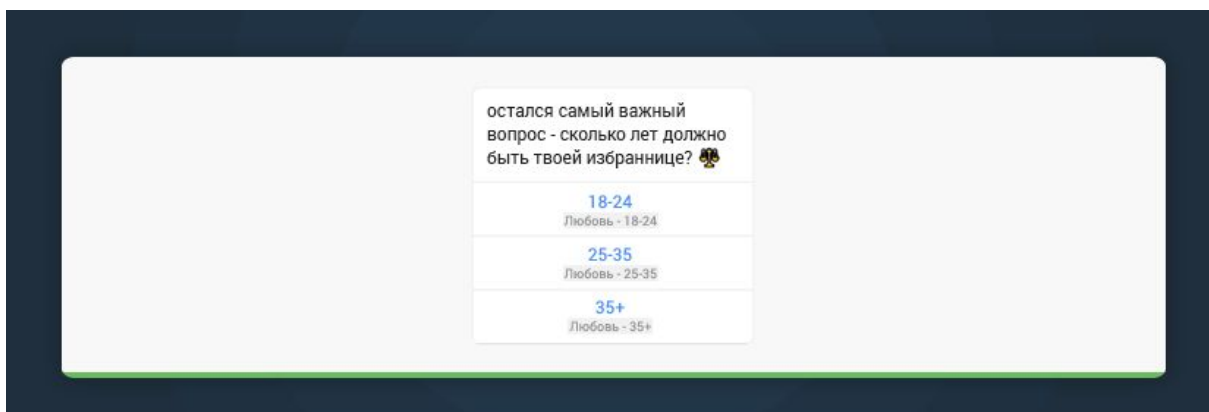 остался самый важный
вопрос - сколько лет должно
быть твоей избраннице?
18-24
Любовь - 18-24
25-35
Любовь - 25-35
35+
Любовь - 35+